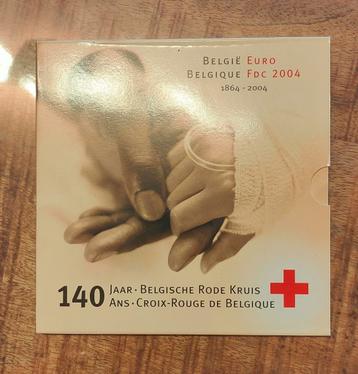 België Euro
Belgique FDC 2004
1864 - 2004
140 Jaar · Belgische Rode Kruis
Ans · Croix-Rouge de Belgique